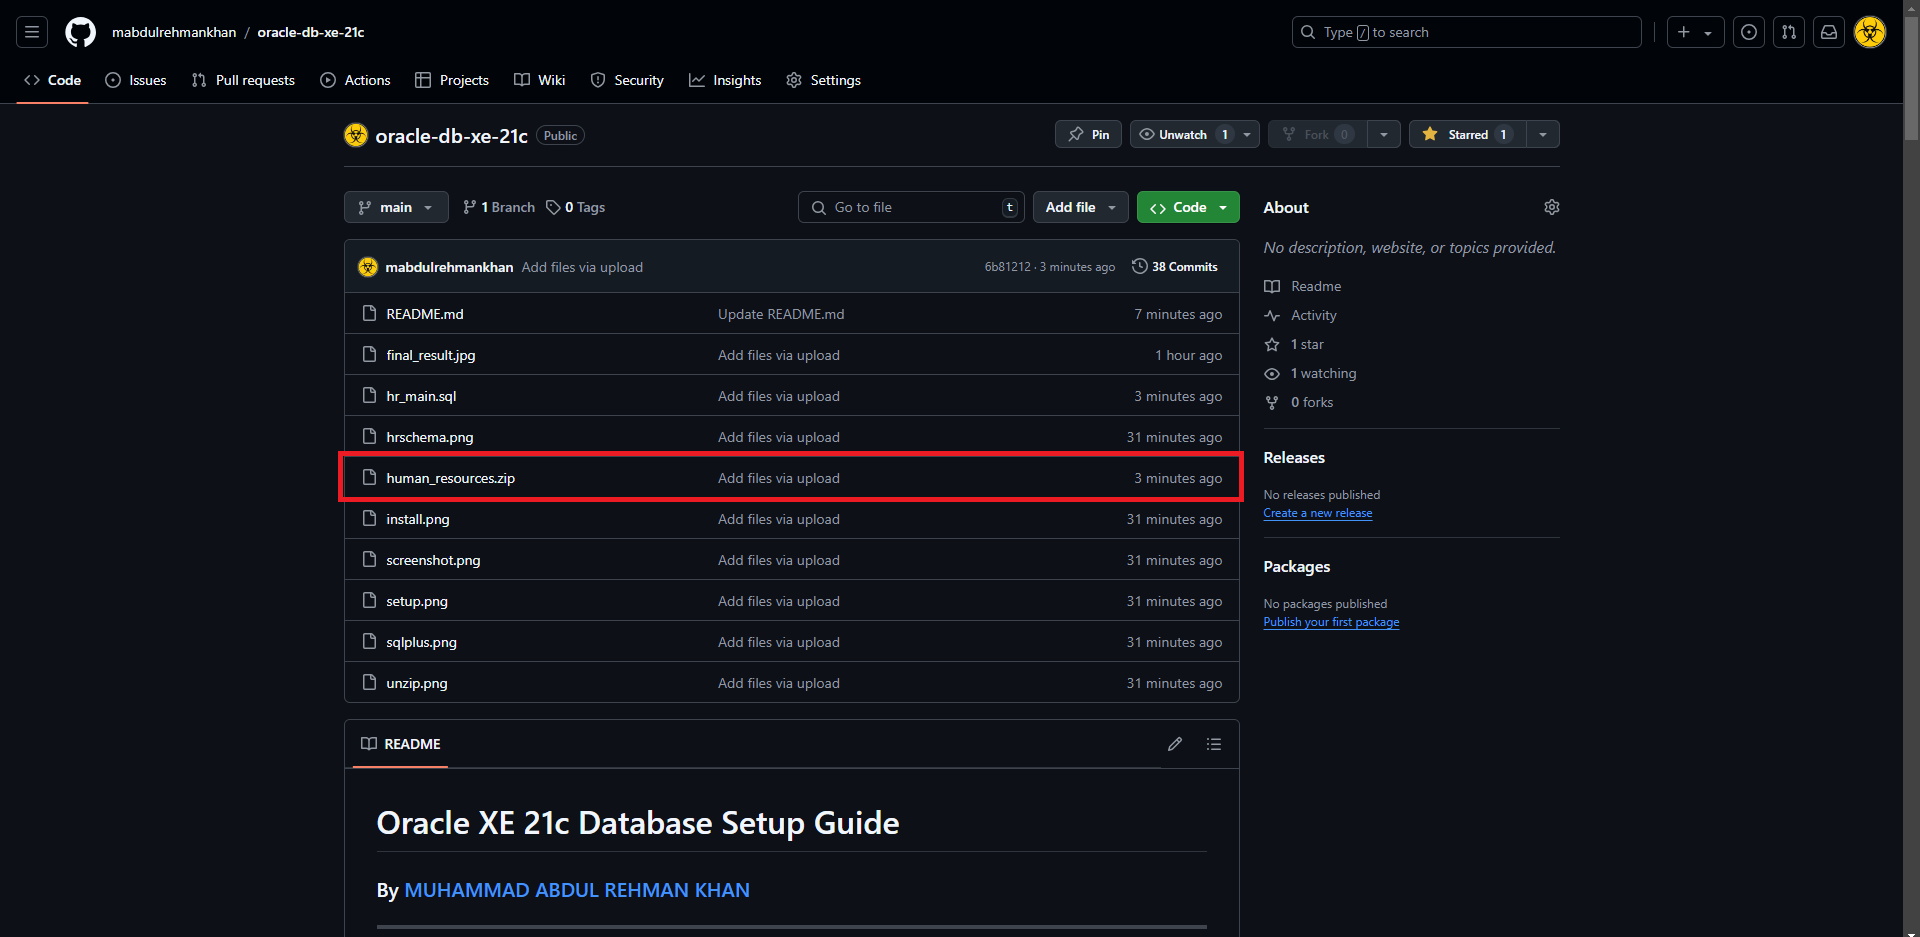 mabdulrehmankhan / oracle-db-xe-21c
Type / to search
Code Issues Pull requests Actions Projects Wiki Security Insights Settings
oracle-db-xe-21c Public
Pin Unwatch 1 Fork 0 Starred 1
main 1 Branch 0 Tags Go to file t Add file Code
mabdulrehmankhan Add files via upload 6b81212 · 3 minutes ago 38 Commits
README.md Update README.md 7 minutes ago
final_result.jpg Add files via upload 1 hour ago
hr_main.sql Add files via upload 3 minutes ago
hrschema.png Add files via upload 31 minutes ago
human_resources.zip Add files via upload 3 minutes ago
install.png Add files via upload 31 minutes ago
screenshot.png Add files via upload 31 minutes ago
setup.png Add files via upload 31 minutes ago
sqlplus.png Add files via upload 31 minutes ago
unzip.png Add files via upload 31 minutes ago
README
Oracle XE 21c Database Setup Guide
By MUHAMMAD ABDUL REHMAN KHAN
About
No description, website, or topics provided.
Readme
Activity
1 star
1 watching
0 forks
Releases
No releases published
Create a new release
Packages
No packages published
Publish your first package